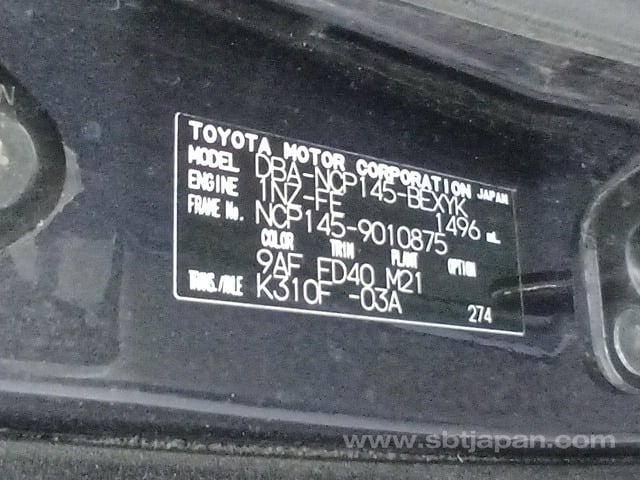 TOYOTA MOTOR CORPORATION JAPAN
MODEL DBA-NCP145-BEXYK
ENGINE 1NZ-FE 1496 mL
FRAME No. NCP145-9010875
COLOR TRIM PLANT OPTION
9AF FD40 M21
TRANS./AXLE K310F -03A 274
www.sbtjapan.com